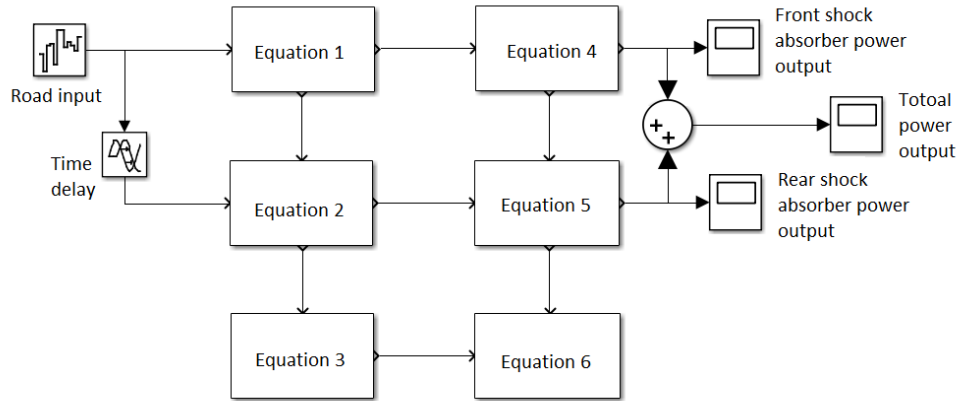 Equation 1
Equation 4
Front shock
absorber power
output
Road input
Totoal
power
output
Time
delay
Equation 2
Equation 5
Rear shock
absorber power
output
Equation 3
Equation 6